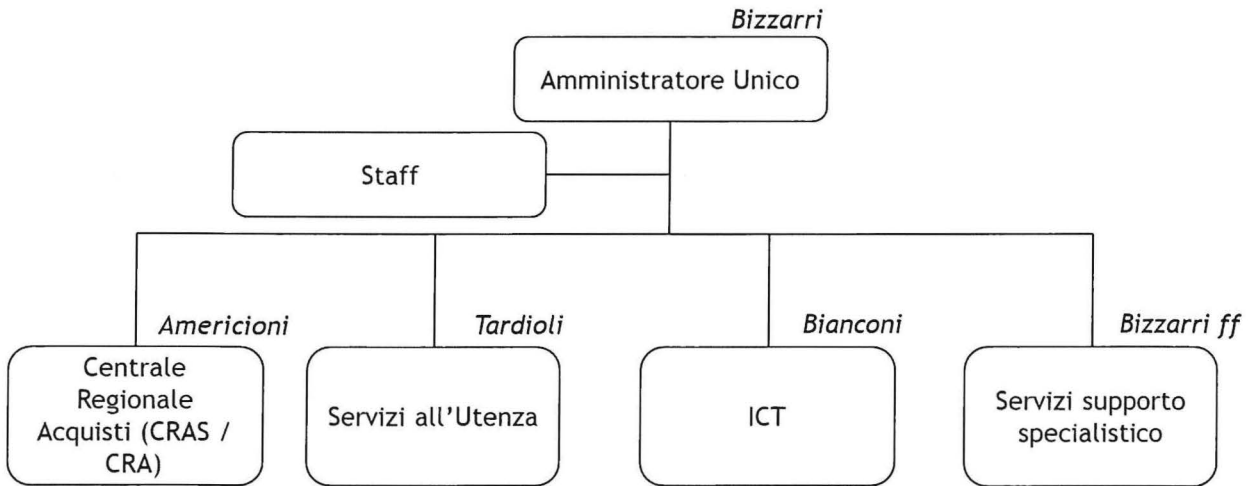 Bizzarri
Amministratore Unico
Staff
Americioni
Tardioli
Bianconi
Bizzarri ff
Centrale
Regionale
Acquisti (CRAS /
CRA)
Servizi all'Utenza
ICT
Servizi supporto
specialistico